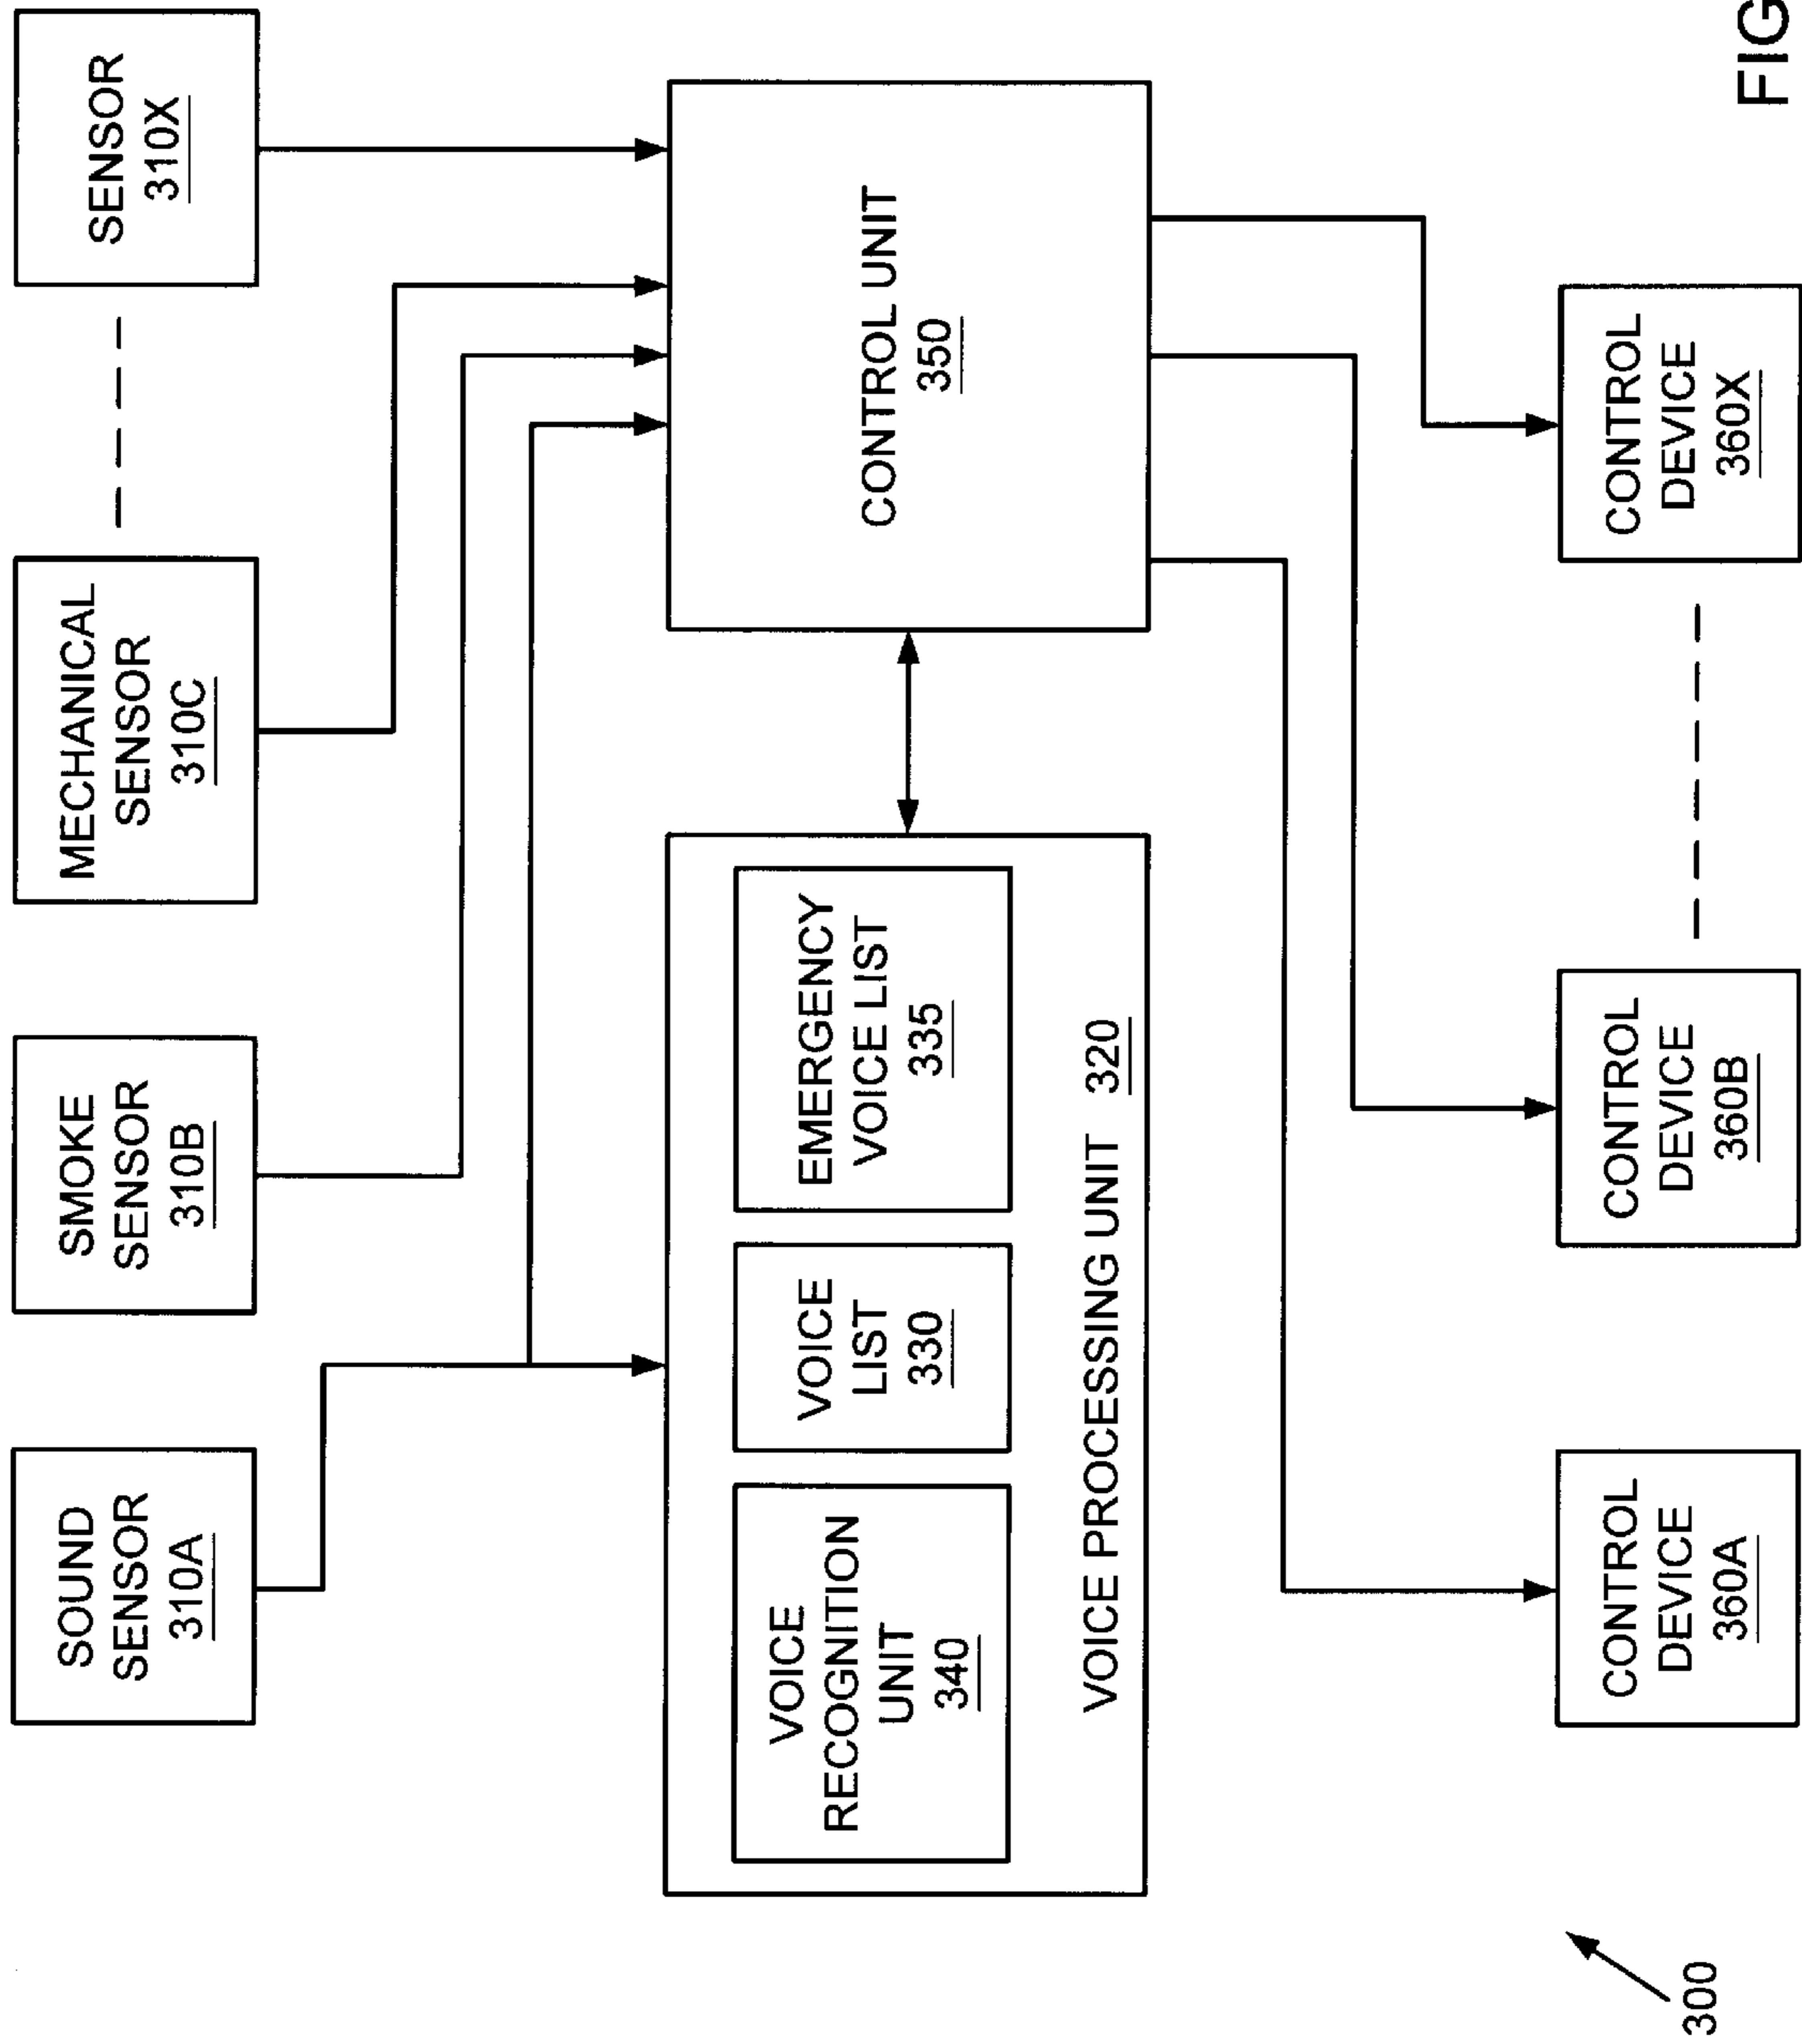 SOUND
SENSOR
310A
SMOKE
SENSOR
310B
MECHANICAL
SENSOR
310C
SENSOR
310X
VOICE
RECOGNITION
UNIT
340
VOICE
LIST
330
EMERGENCY
VOICE LIST
335
VOICE PROCESSING UNIT 320
CONTROL UNIT
350
CONTROL
DEVICE
360A
CONTROL
DEVICE
360B
CONTROL
DEVICE
360X
300
FIG